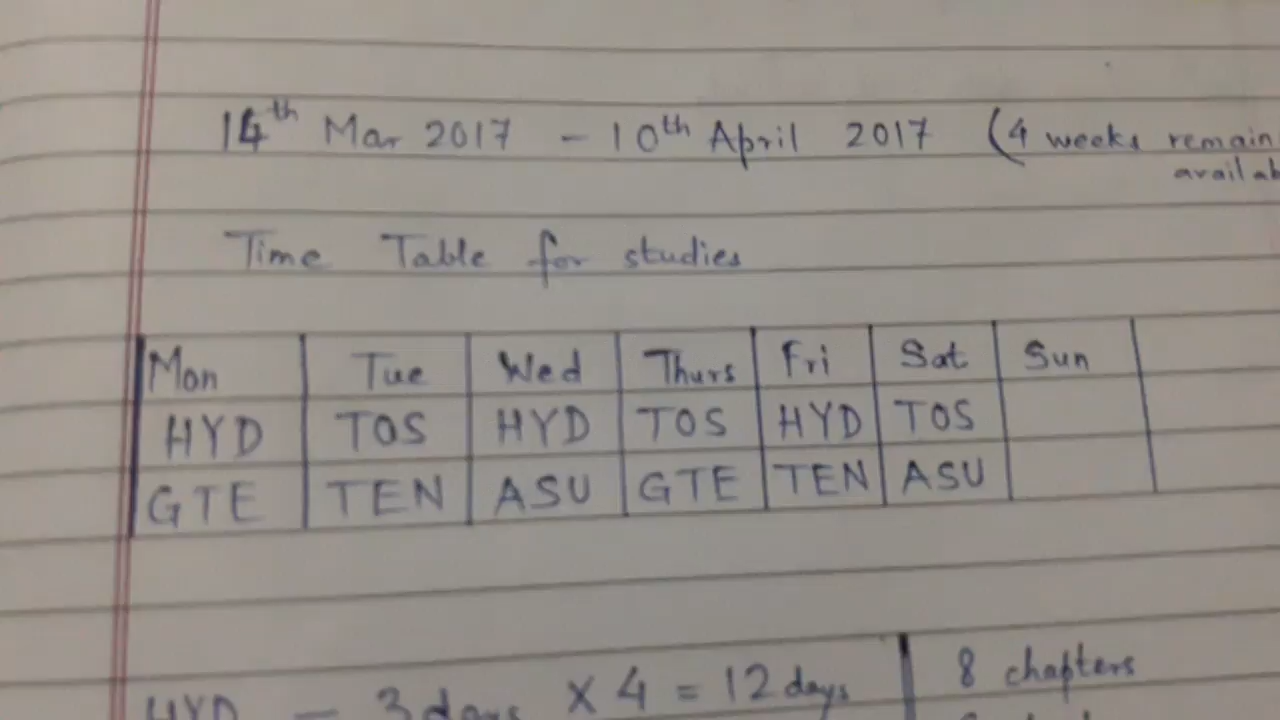 14th Mar 2017 - 10th April 2017 (4 weeks remain
availab
Time Table for studies
Mon Tue Wed Thurs Fri Sat Sun
HYD TOS HYD TOS HYD TOS
GTE TEN ASU GTE TEN ASU
HYD - 3 days X 4 = 12 days 8 chapters